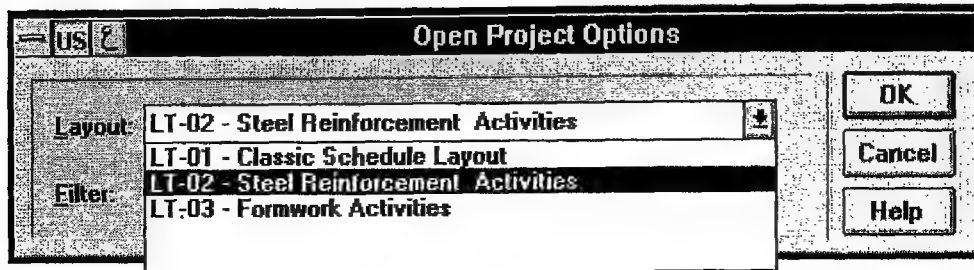 US
Open Project Options
Layout: LT-02 - Steel Reinforcement Activities
LT-01 - Classic Schedule Layout
LT-02 - Steel Reinforcement Activities
LT-03 - Formwork Activities
Filter:
OK
Cancel
Help